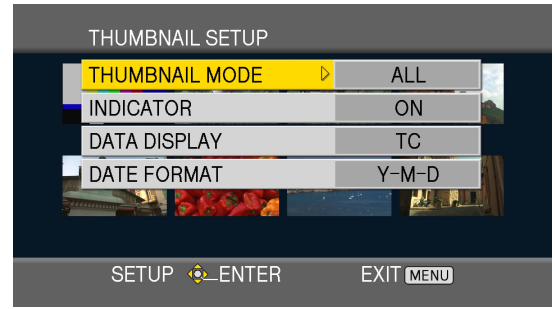 THUMBNAIL SETUP
THUMBNAIL MODE ALL
INDICATOR ON
DATA DISPLAY TC
DATE FORMAT Y-M-D
SETUP ENTER EXIT MENU